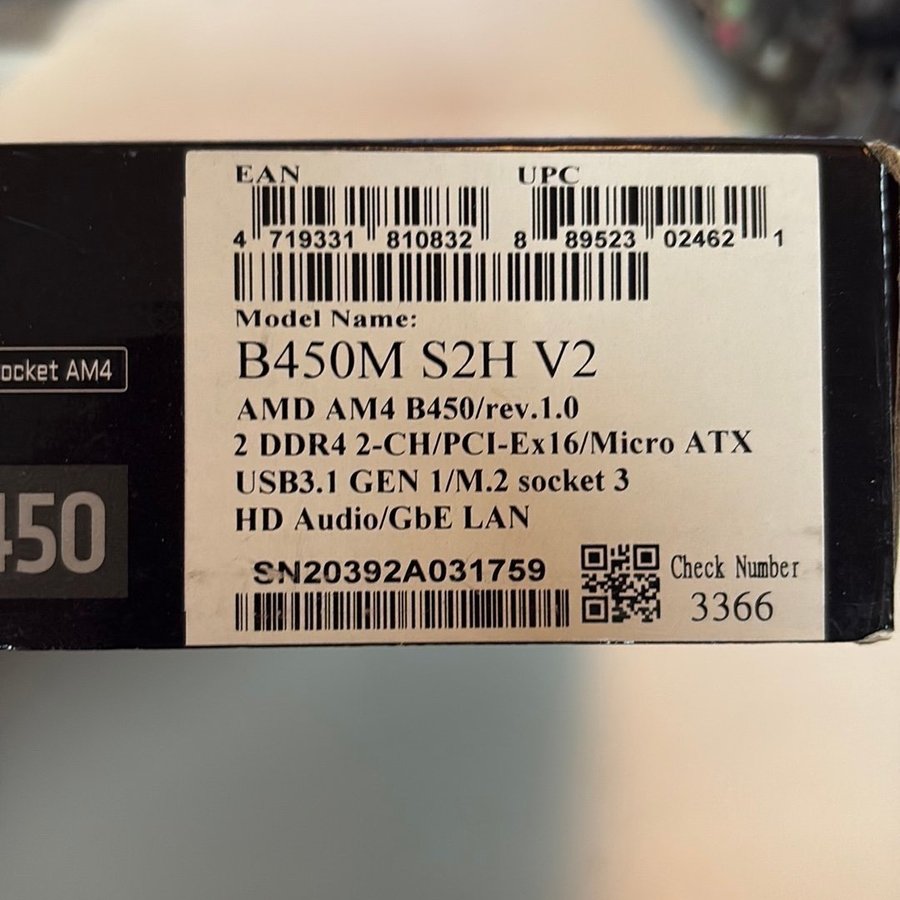 EAN
UPC
4 719331 810832
8 89523 02462 1
Model Name:
B450M S2H V2
AMD AM4 B450/rev.1.0
2 DDR4 2-CH/PCI-Ex16/Micro ATX
USB3.1 GEN 1/M.2 socket 3
HD Audio/GbE LAN
SN20392A031759
Check Number
3366
AM4